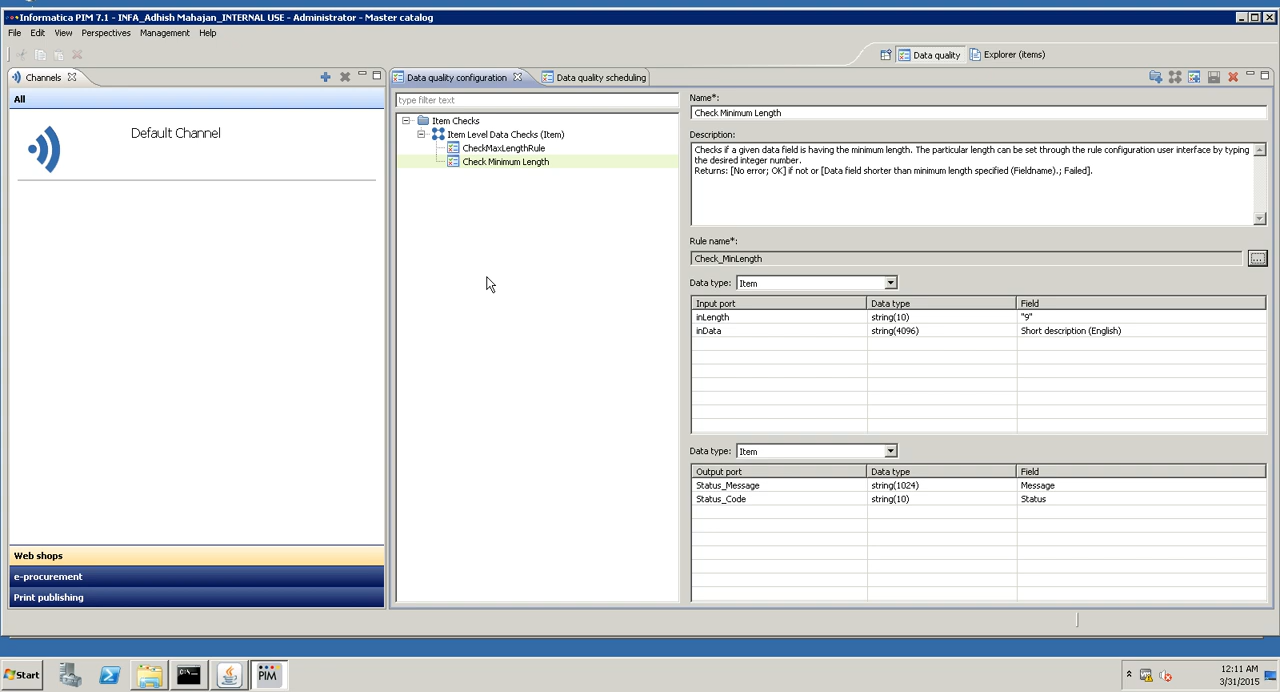 Informatica PIM 7.1 - INFA_Adhish Mahajan_INTERNAL USE - Administrator - Master catalog
File Edit View Perspectives Management Help
Data quality Explorer (items)
Channels
Data quality configuration Data quality scheduling
All
Default Channel
Web shops
e-procurement
Print publishing
type filter text
Item Checks
Item Level Data Checks (Item)
CheckMaxLengthRule
Check Minimum Length
Name*:
Check Minimum Length
Description:
Checks if a given data field is having the minimum length. The particular length can be set through the rule configuration user interface by typing
the desired integer number.
Returns: [No error; OK] if not or [Data field shorter than minimum length specified (Fieldname).; Failed].
Rule name*:
Check_MinLength
...
Data type: Item
Input port Data type Field
inLength string(10) "9"
inData string(4096) Short description (English)
Data type: Item
Output port Data type Field
Status_Message string(1024) Message
Status_Code string(10) Status
Start
PIM
12:11 AM
3/31/2015